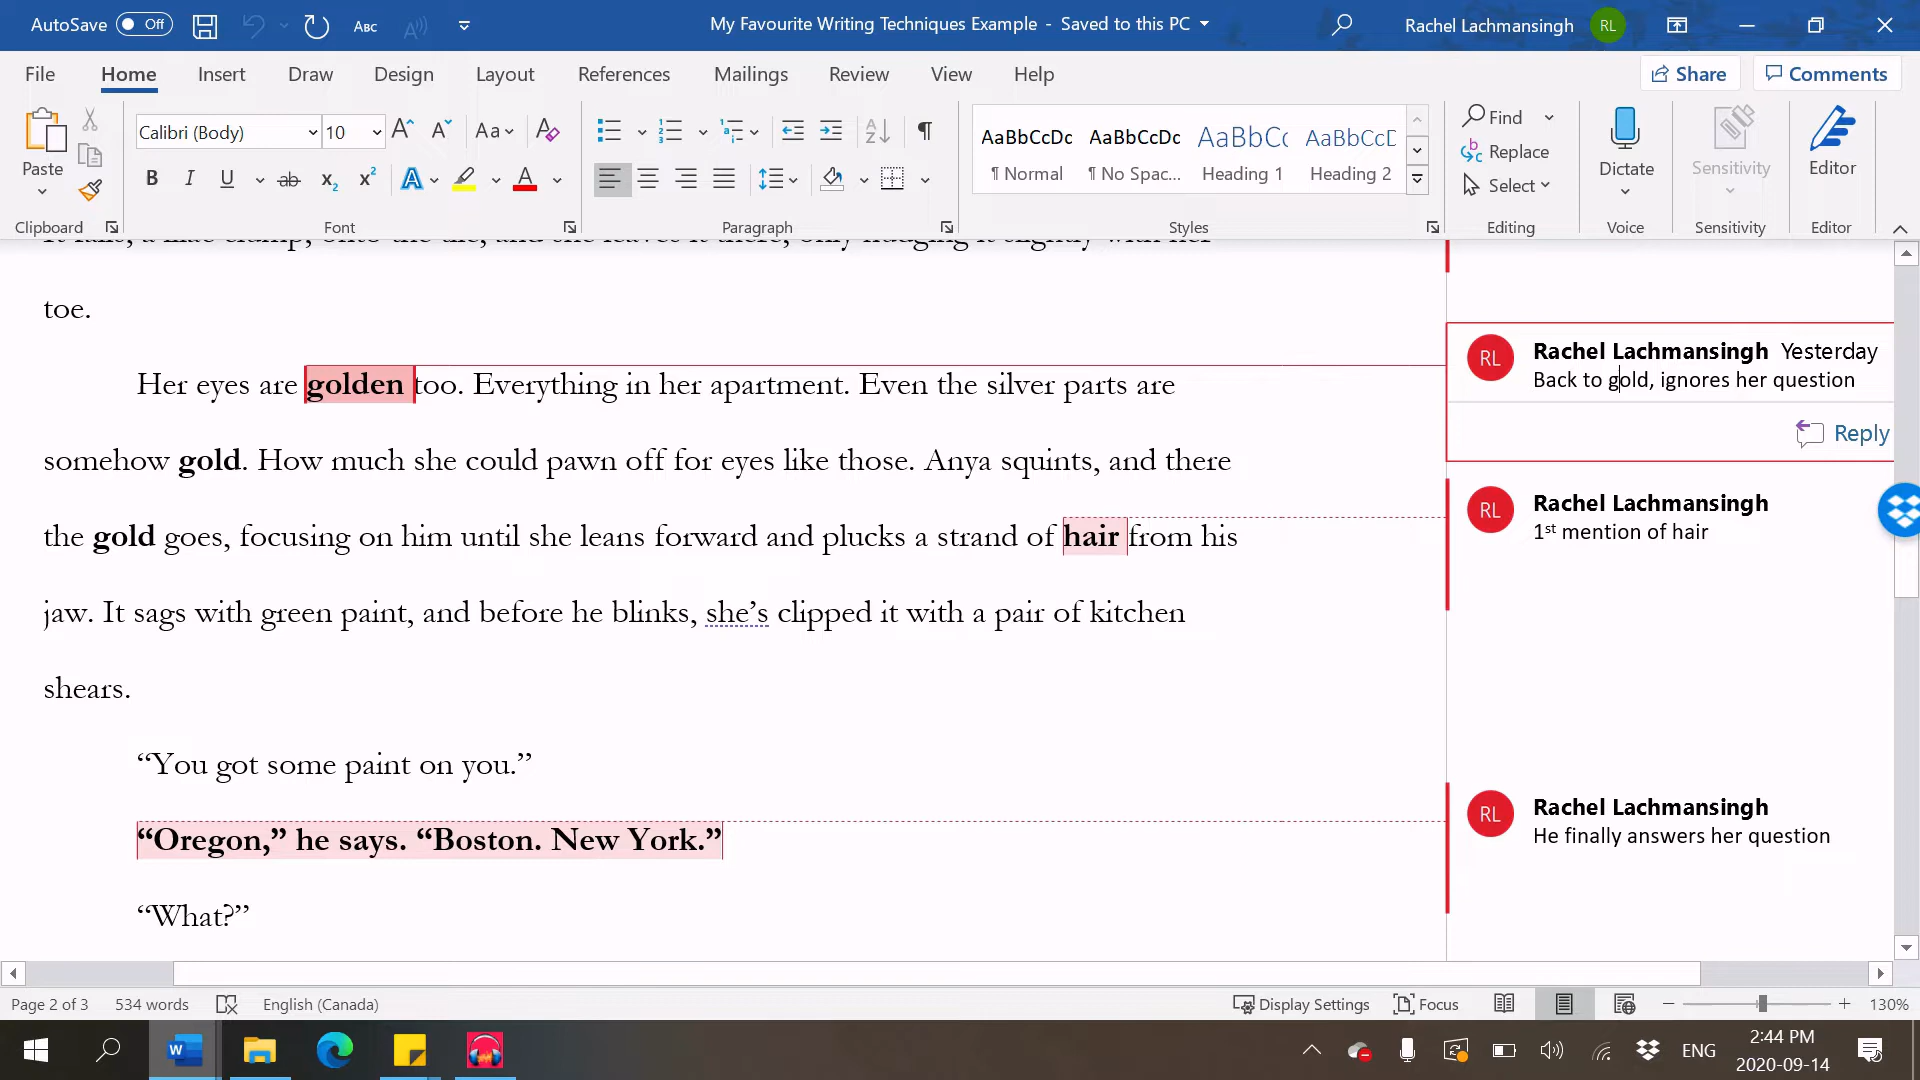 AutoSave Off ABC My Favourite Writing Techniques Example - Saved to this PC Rachel Lachmansingh RL
File Home Insert Draw Design Layout References Mailings Review View Help Share Comments
Paste Calibri (Body) 10 Aa AaBbCcDc AaBbCcDc AaBbCc AaBbCcD Find Replace Select Dictate Sensitivity Editor
B I U ab x2 x2 A A ¶ Normal ¶ No Spac... Heading 1 Heading 2
Clipboard Font Paragraph Styles Editing Voice Sensitivity Editor
toe.
Her eyes are golden too. Everything in her apartment. Even the silver parts are
somehow gold. How much she could pawn off for eyes like those. Anya squints, and there
the gold goes, focusing on him until she leans forward and plucks a strand of hair from his
jaw. It sags with green paint, and before he blinks, she’s clipped it with a pair of kitchen
shears.
“You got some paint on you.”
“Oregon,” he says. “Boston. New York.”
“What?”
RL Rachel Lachmansingh Yesterday
Back to gold, ignores her question
Reply
RL Rachel Lachmansingh
1st mention of hair
RL Rachel Lachmansingh
He finally answers her question
Page 2 of 3 534 words English (Canada) Display Settings Focus 130%
W ENG 2:44 PM
2020-09-14